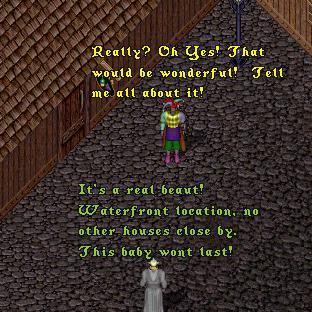 Really? Oh Yes! That
would be wonderful! Tell
me all about it!
It's a real beaut!
Waterfront location, no
other houses close by.
This baby wont last!